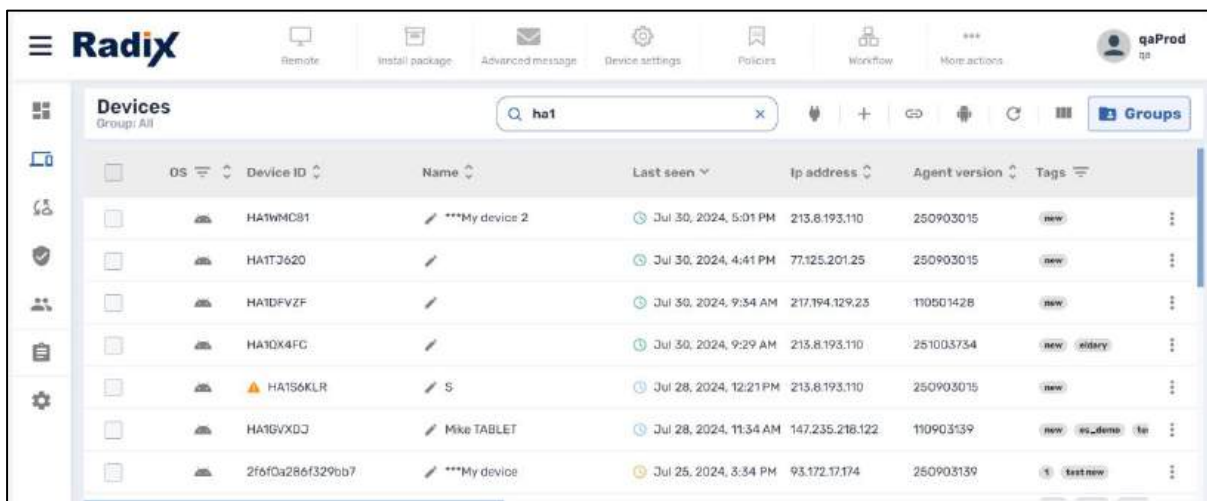 Radix
Remote
Install package
Advanced message
Device settings
Policies
Workflow
More actions
qaProd
qa
Devices
Group: All
ha1
Groups
OS Device ID Name Last seen Ip address Agent version Tags
HA1WMC81 ***My device 2 Jul 30, 2024, 5:01 PM 213.8.193.110 250903015 new
HA1TJ620 Jul 30, 2024, 4:41 PM 77.125.201.25 250903015 new
HA1DFVZF Jul 30, 2024, 9:34 AM 217.194.129.23 110501428 new
HA1QX4FC Jul 30, 2024, 9:29 AM 213.8.193.110 251003734 new eldary
HA1S6KLR S Jul 28, 2024, 12:21 PM 213.8.193.110 250903015 new
HA1GVXDJ Mike TABLET Jul 28, 2024, 11:34 AM 147.235.218.122 110903139 new es_demo
2f6f0a286f329bb7 ***My device Jul 25, 2024, 3:34 PM 93.172.17.174 250903139 1 test new